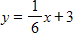 y = 1/6 x + 3